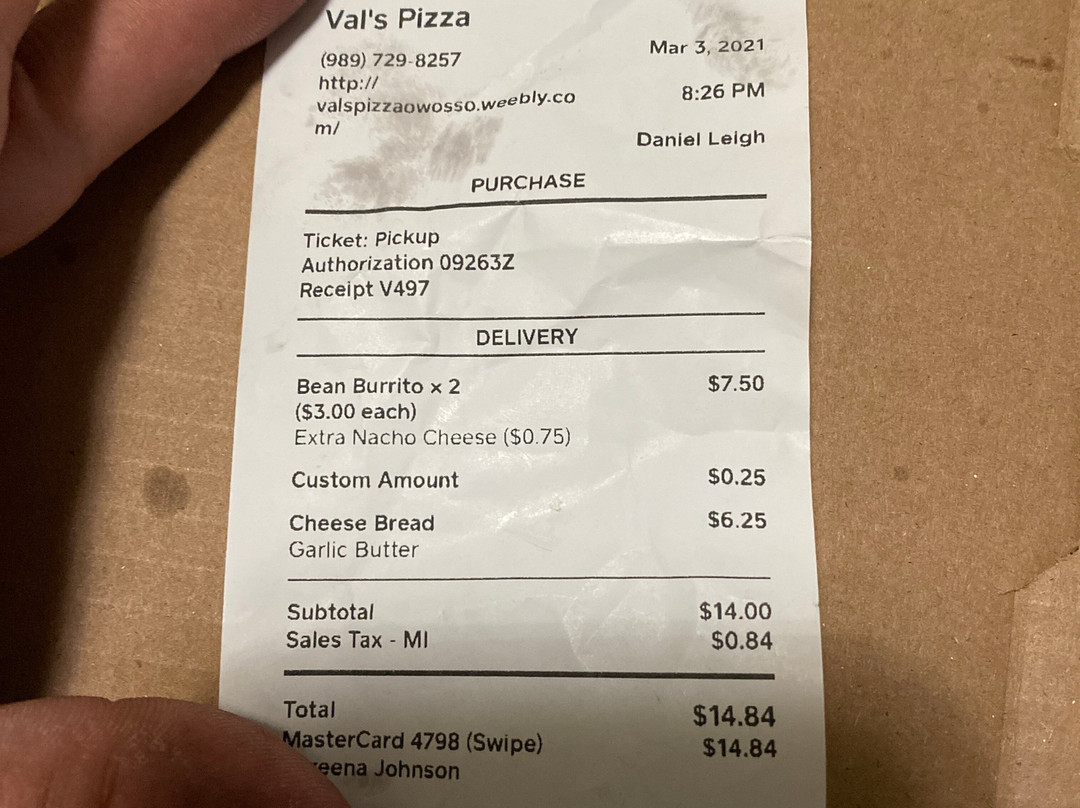 Val's Pizza
(989) 729-8257
http://
valspizzaowosso.weebly.co
m/
Mar 3, 2021
8:26 PM
Daniel Leigh
PURCHASE
Ticket: Pickup
Authorization 09263Z
Receipt V497
DELIVERY
Bean Burrito x 2 $7.50
($3.00 each)
Extra Nacho Cheese ($0.75)
Custom Amount $0.25
Cheese Bread $6.25
Garlic Butter
Subtotal $14.00
Sales Tax - MI $0.84
Total $14.84
MasterCard 4798 (Swipe) $14.84
Johnson